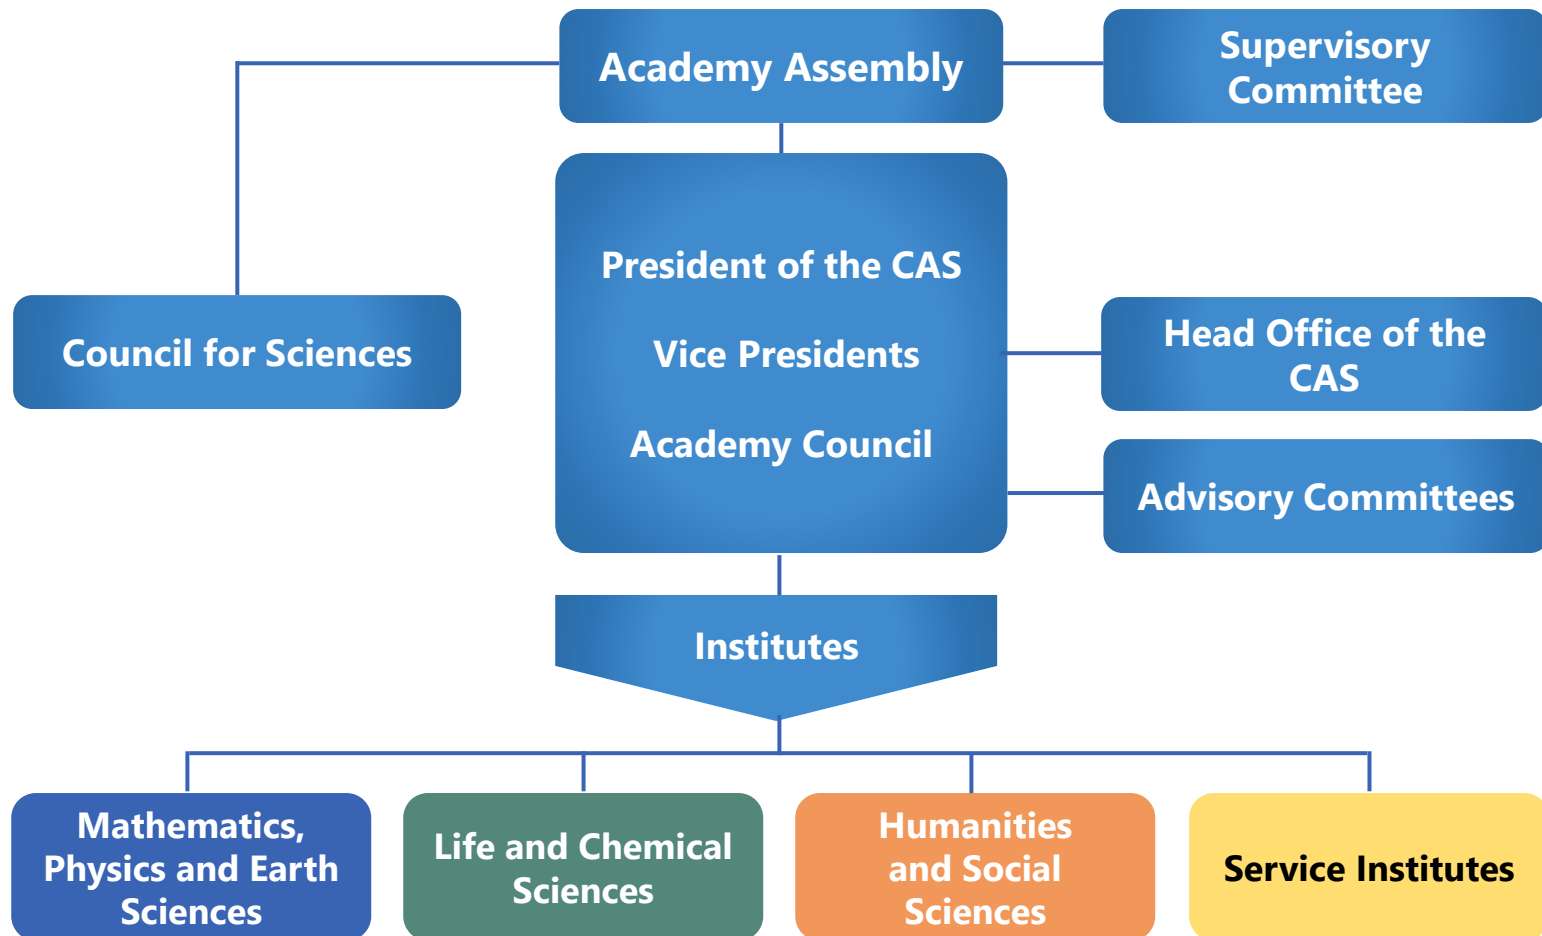 Academy Assembly
Supervisory
Committee
President of the CAS
Vice Presidents
Academy Council
Council for Sciences
Head Office of the
CAS
Advisory Committees
Institutes
Mathematics,
Physics and Earth
Sciences
Life and Chemical
Sciences
Humanities
and Social
Sciences
Service Institutes